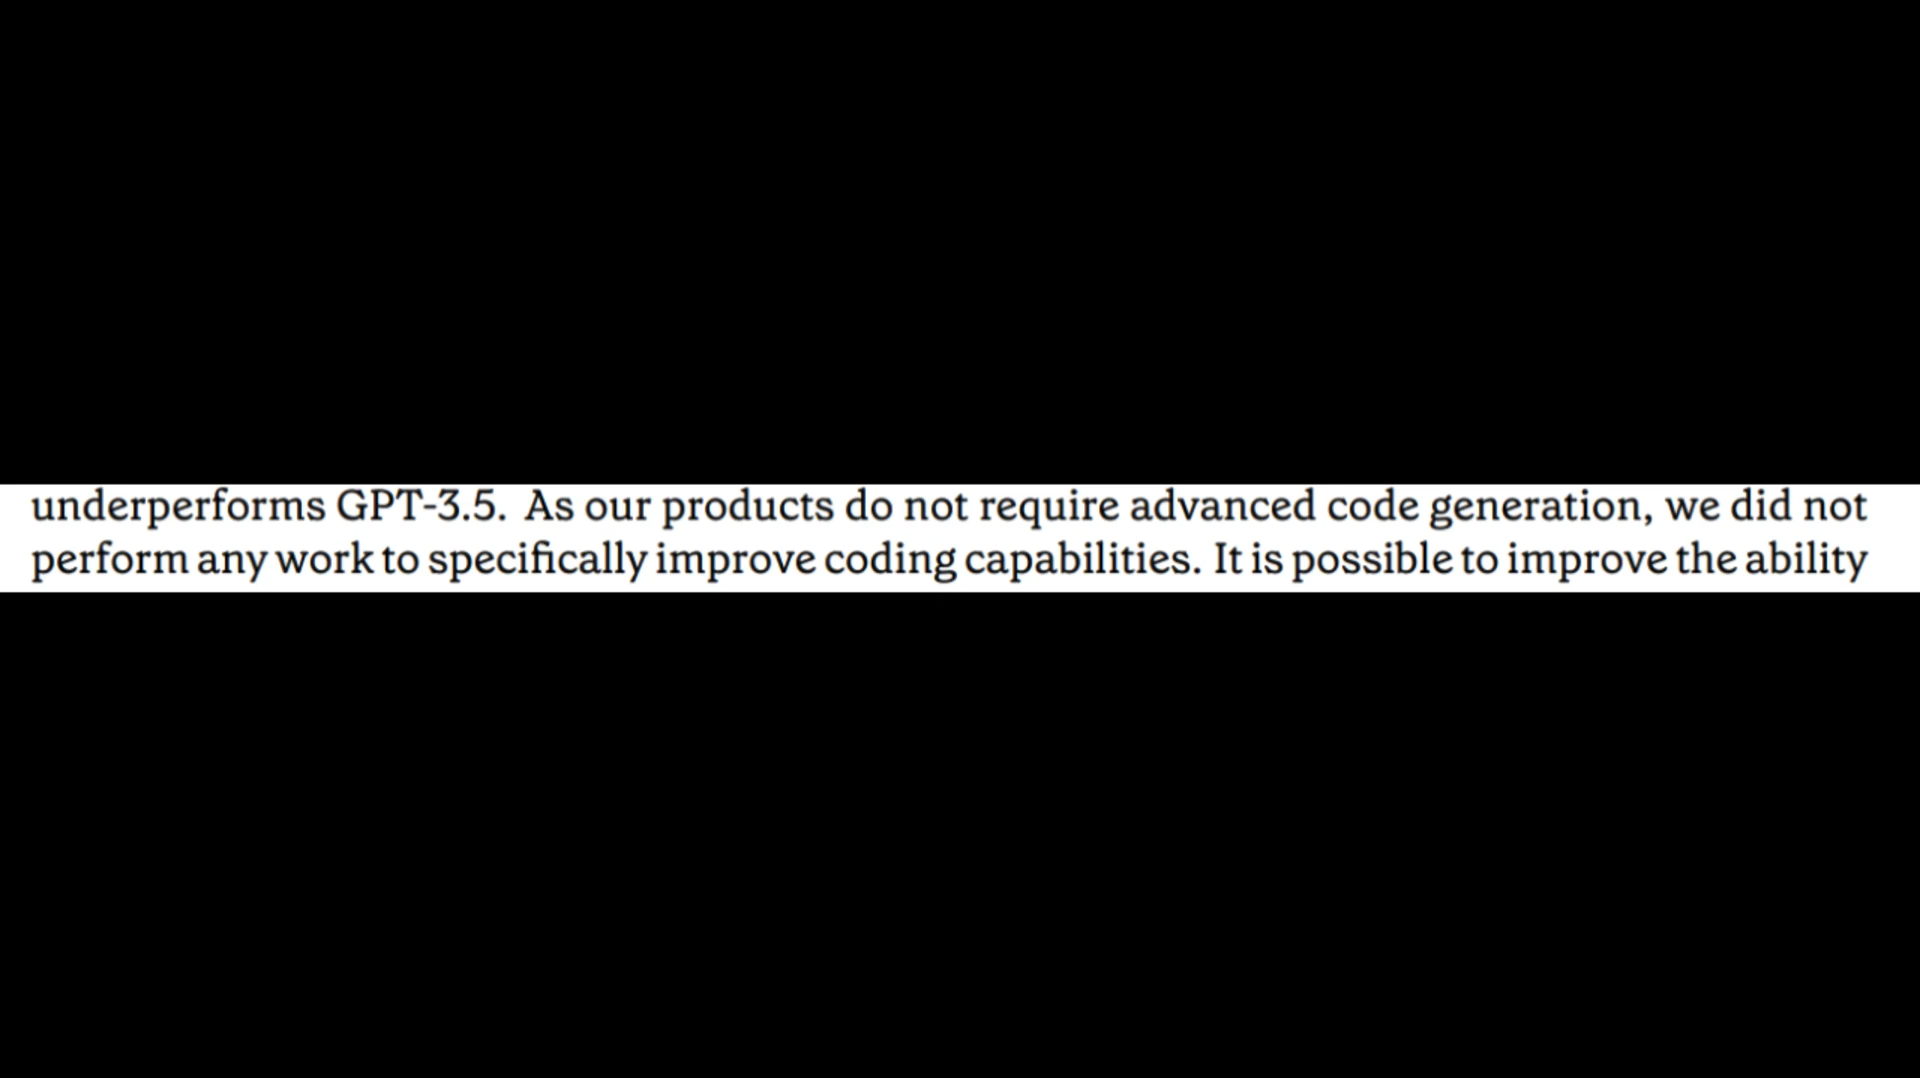 underperforms GPT-3.5. As our products do not require advanced code generation, we did not
perform any work to specifically improve coding capabilities. It is possible to improve the ability